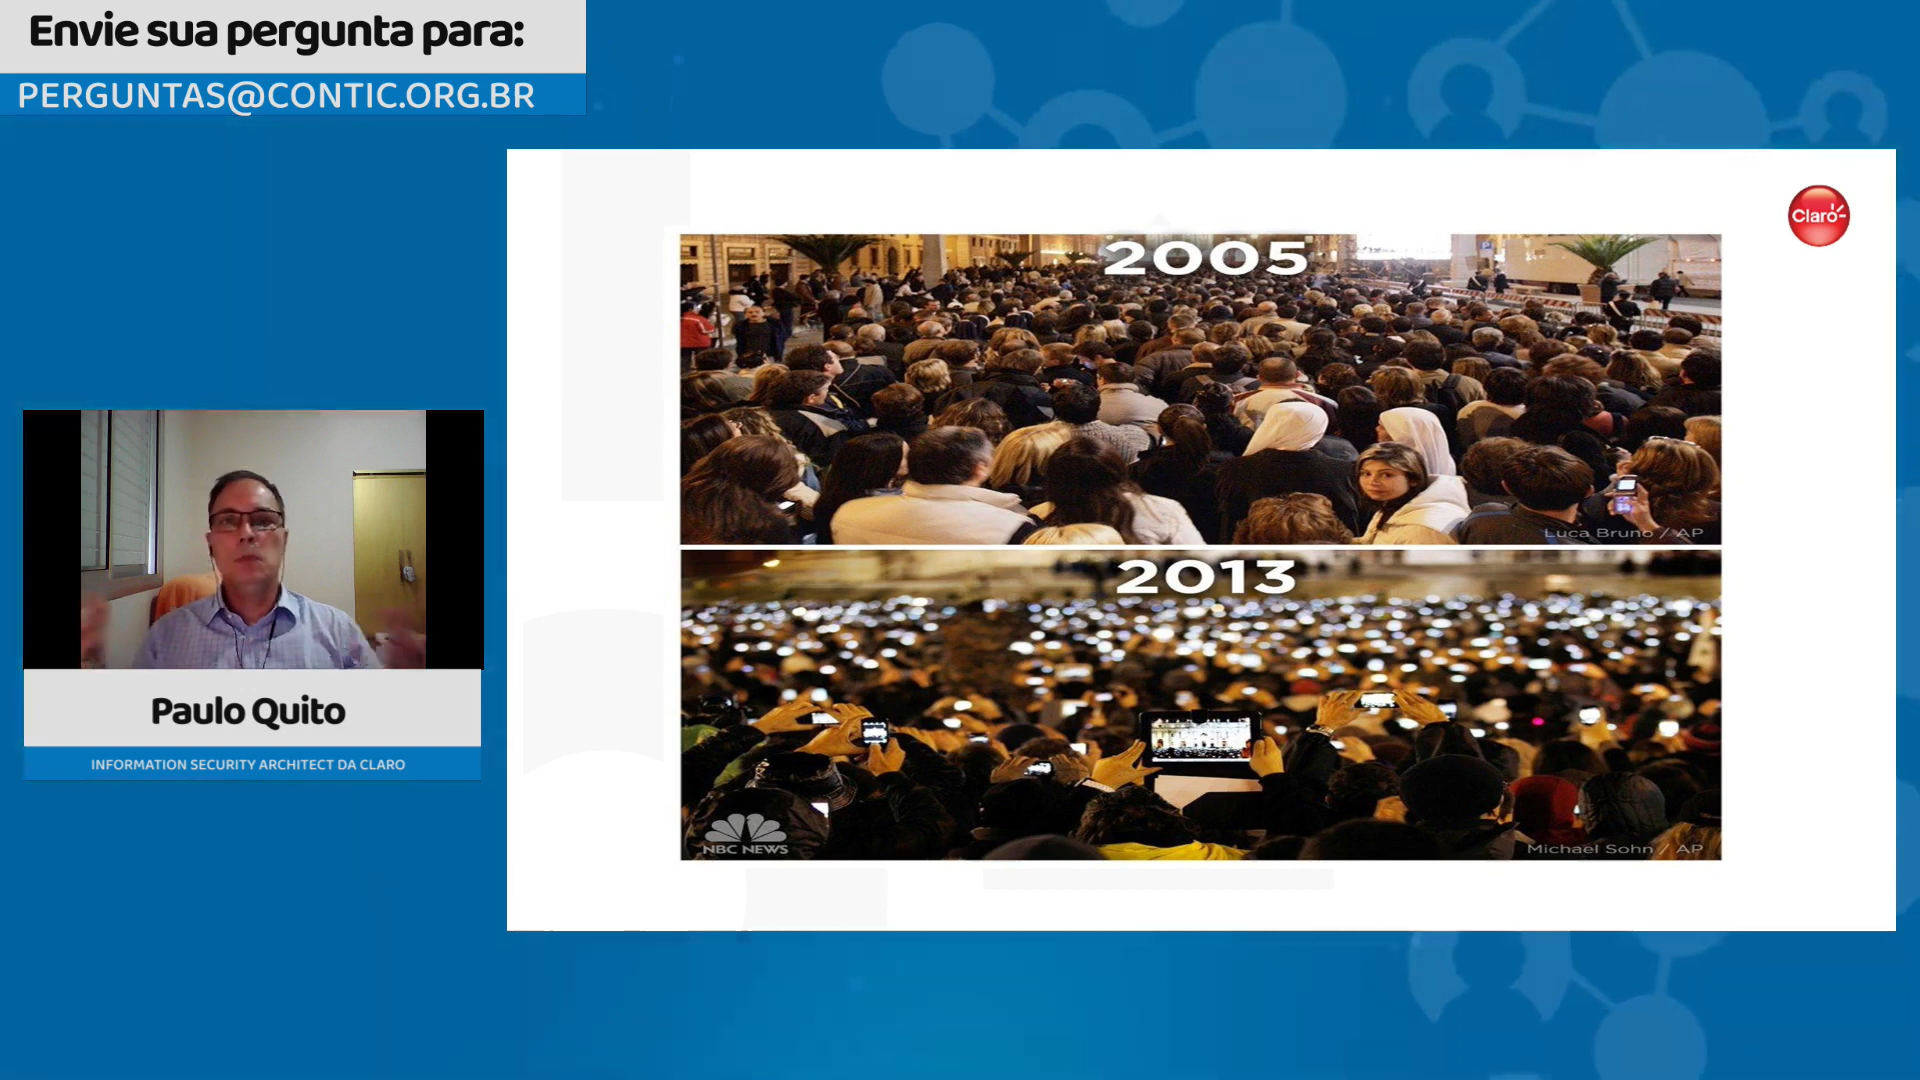 Envie sua pergunta para:
PERGUNTAS@CONTIC.ORG.BR
Claro
2005
Luca Bruno / AP
2013
NBC NEWS
Michael Sohn / AP
Paulo Quito
INFORMATION SECURITY ARCHITECT DA CLARO